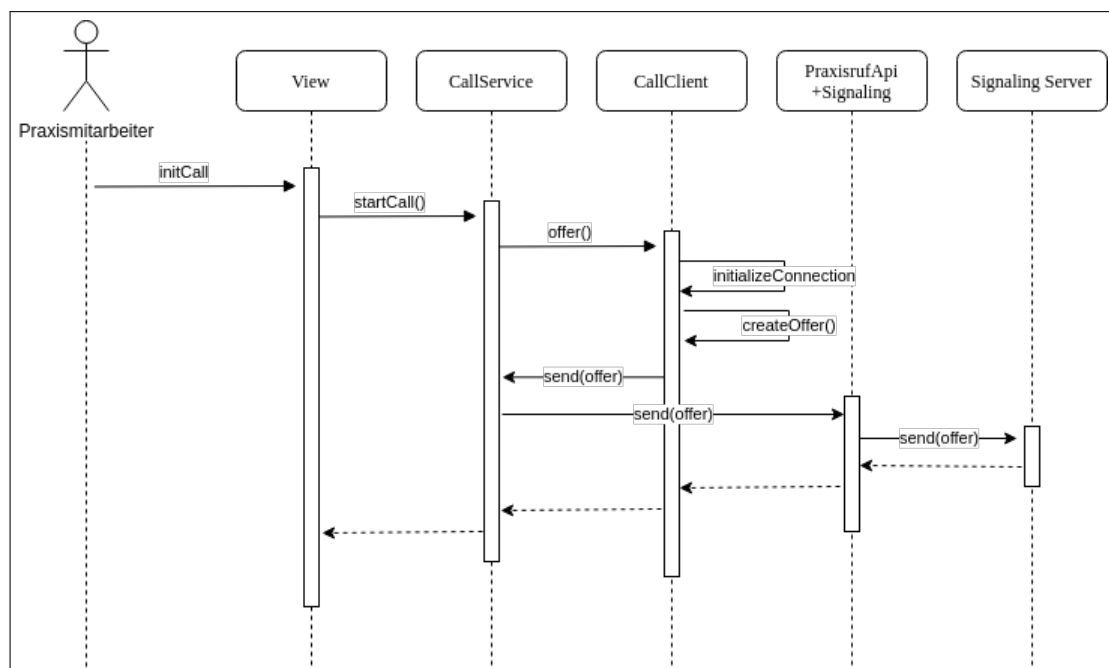 View
CallService
CallClient
PraxisrufApi
+Signaling
Signaling Server
Praxismitarbeiter
initCall
startCall()
offer()
initializeConnection
createOffer()
send(offer)
send(offer)
send(offer)